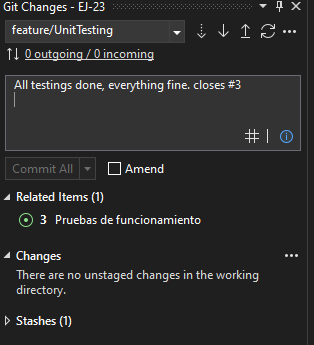 Git Changes - EJ-23
feature/UnitTesting
0 outgoing / 0 incoming
All testings done, everything fine. closes #3
Commit All
Amend
Related Items (1)
3 Pruebas de funcionamiento
Changes
There are no unstaged changes in the working
directory.
Stashes (1)